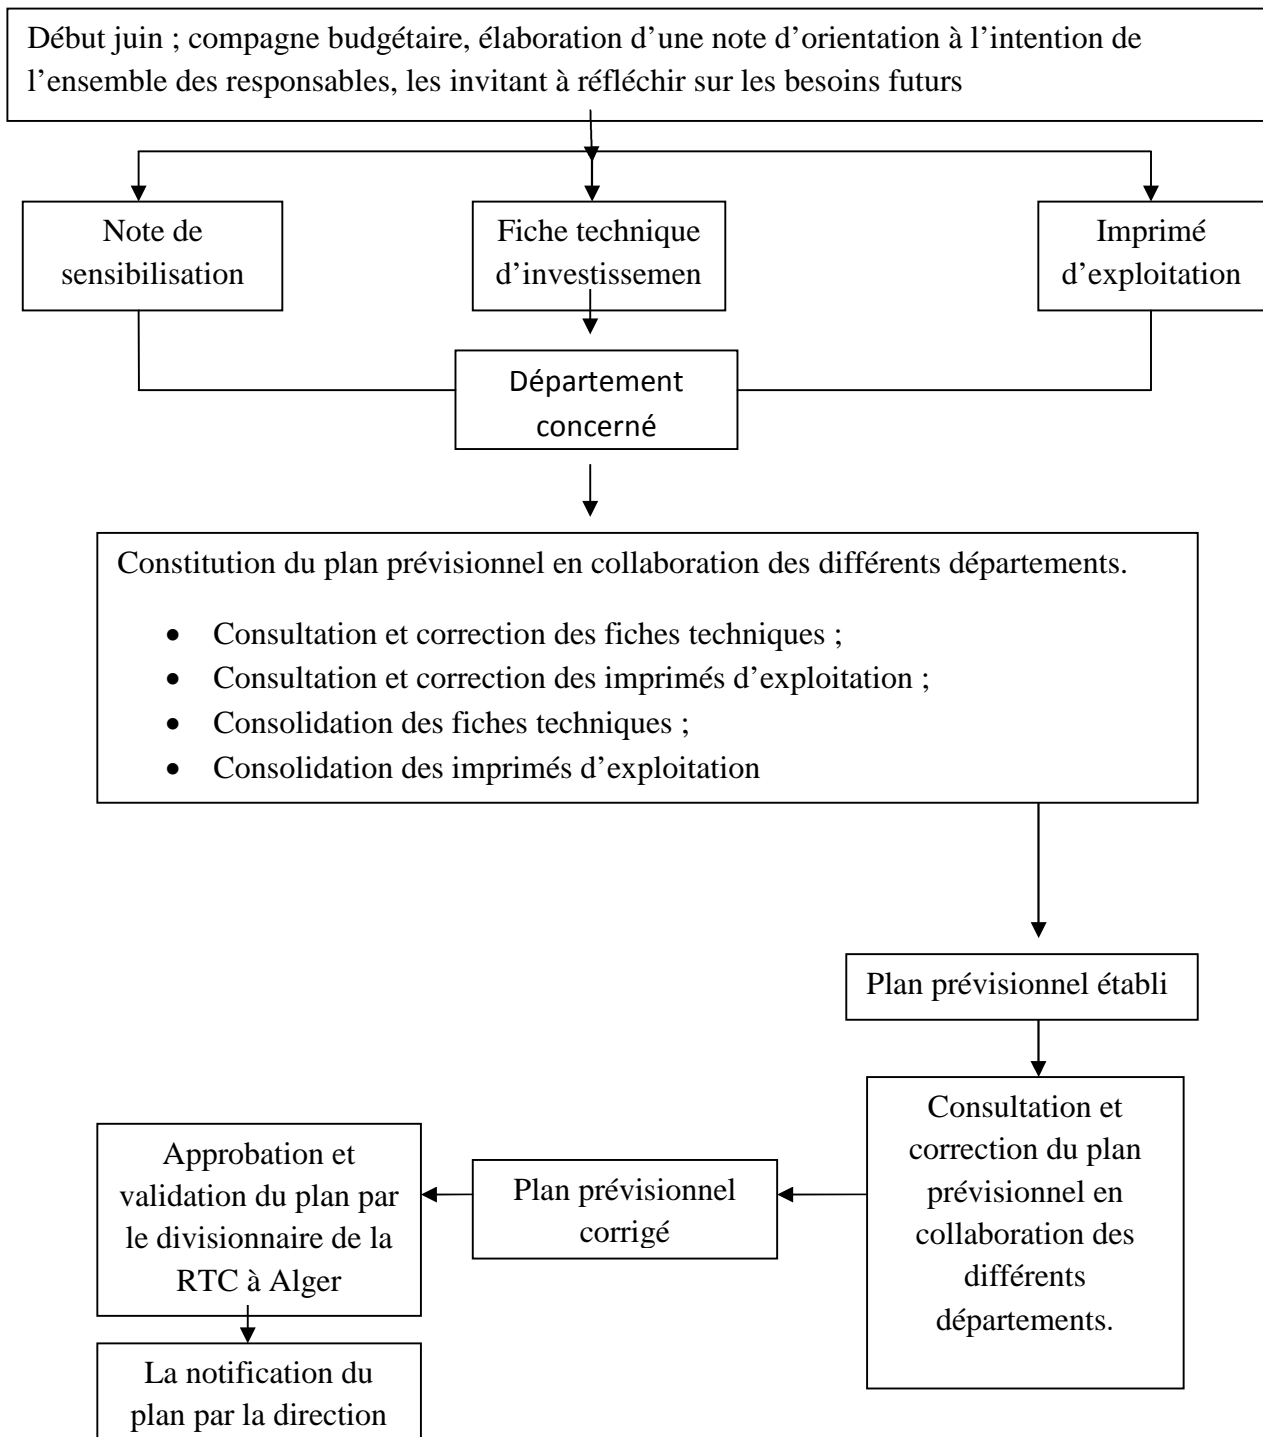 Début juin ; compagne budgétaire, élaboration d’une note d’orientation à l’intention de
l’ensemble des responsables, les invitant à réfléchir sur les besoins futurs
Note de
sensibilisation
Fiche technique
d’investissemen
Imprimé
d’exploitation
Département
concerné
Constitution du plan prévisionnel en collaboration des différents départements.
• Consultation et correction des fiches techniques ;
• Consultation et correction des imprimés d’exploitation ;
• Consolidation des fiches techniques ;
• Consolidation des imprimés d’exploitation
Plan prévisionnel établi
Consultation et
correction du plan
prévisionnel en
collaboration des
différents
départements.
Plan prévisionnel
corrigé
Approbation et
validation du plan par
le divisionnaire de la
RTC à Alger
La notification du
plan par la direction